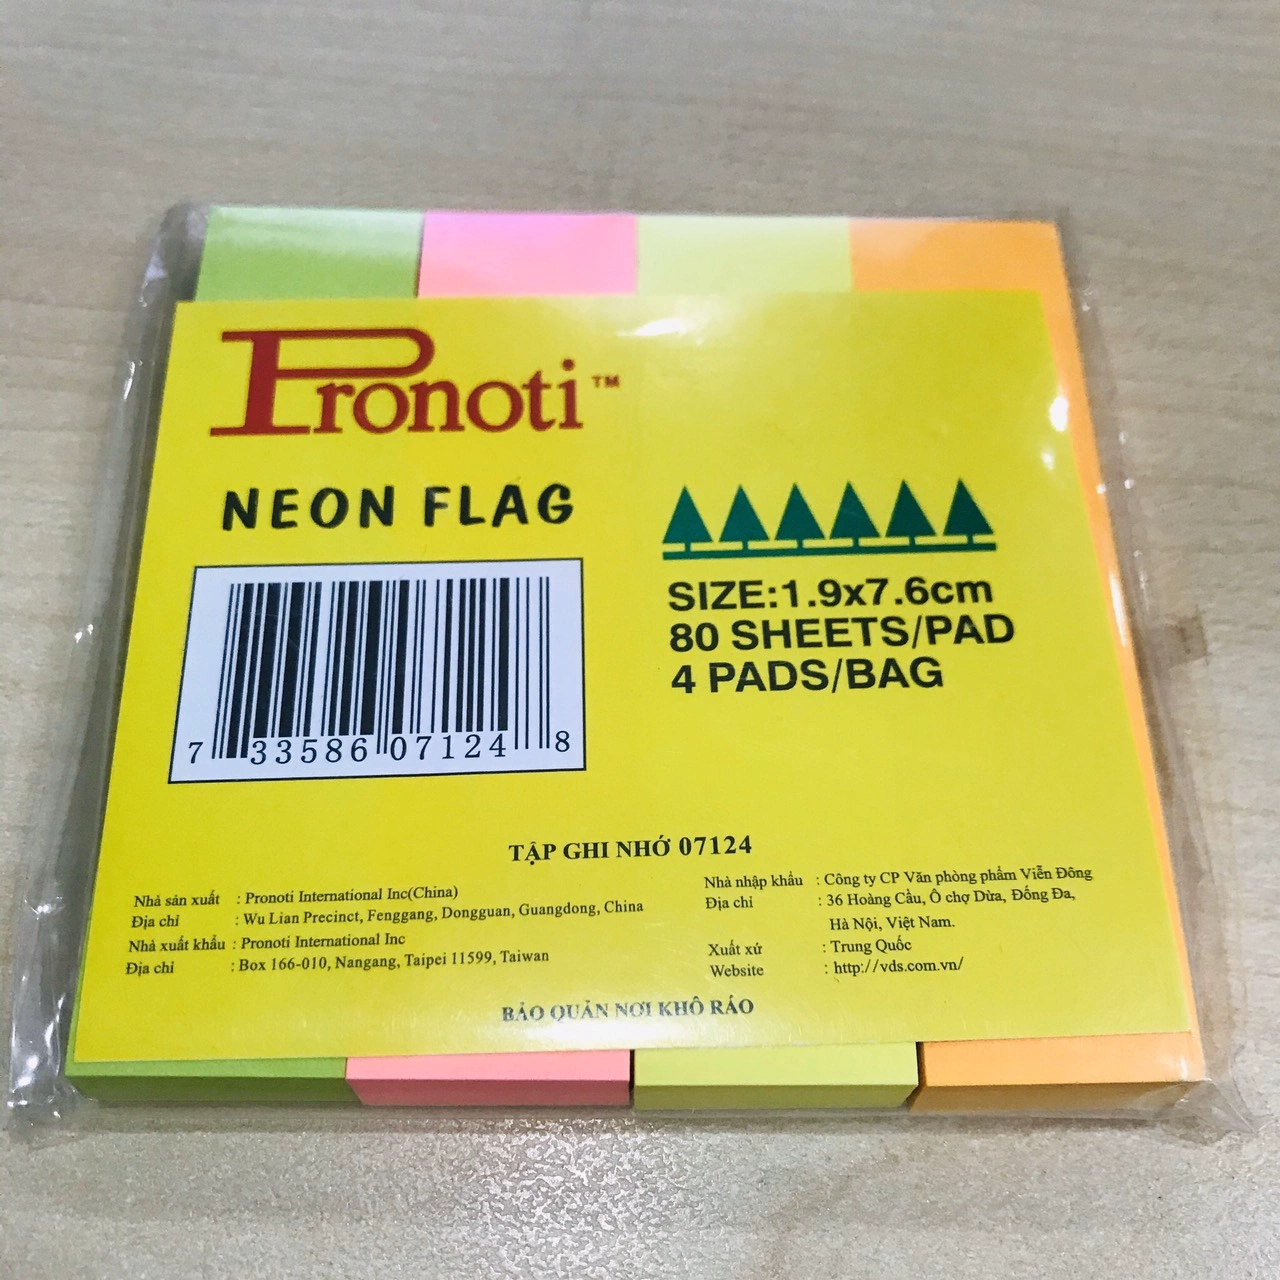 Pronoti™
NEON FLAG
7 33586 07124 8
SIZE:1.9x7.6cm
80 SHEETS/PAD
4 PADS/BAG
TẬP GHI NHỚ 07124
Nhà sản xuất : Pronoti International Inc(China)
Địa chỉ : Wu Lian Precinct, Fenggang, Dongguan, Guangdong, China
Nhà xuất khẩu : Pronoti International Inc
Địa chỉ : Box 166-010, Nangang, Taipei 11599, Taiwan
Nhà nhập khẩu : Công ty CP Văn phòng phẩm Viễn Đông
Địa chỉ : 36 Hoàng Cầu, Ô chợ Dừa, Đống Đa,
Hà Nội, Việt Nam.
Xuất xứ : Trung Quốc
Website : http://vds.com.vn/
BẢO QUẢN NƠI KHÔ RÁO